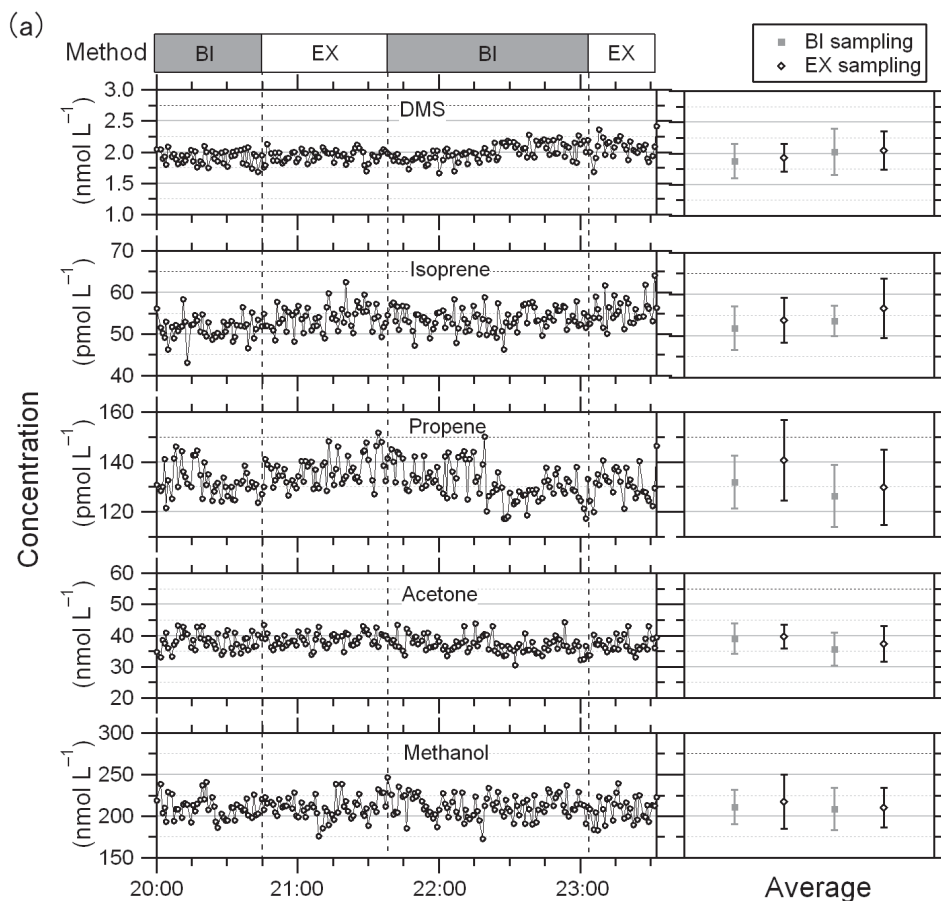 (a)
Method BI EX BI EX
BI sampling
EX sampling
Concentration
DMS
(nmol L⁻¹)
3.0
2.5
2.0
1.5
1.0
Isoprene
(pmol L⁻¹)
70
60
50
40
Propene
(pmol L⁻¹)
160
140
120
Acetone
(nmol L⁻¹)
60
50
40
30
20
Methanol
(nmol L⁻¹)
300
250
200
150
20:00 21:00 22:00 23:00
Average